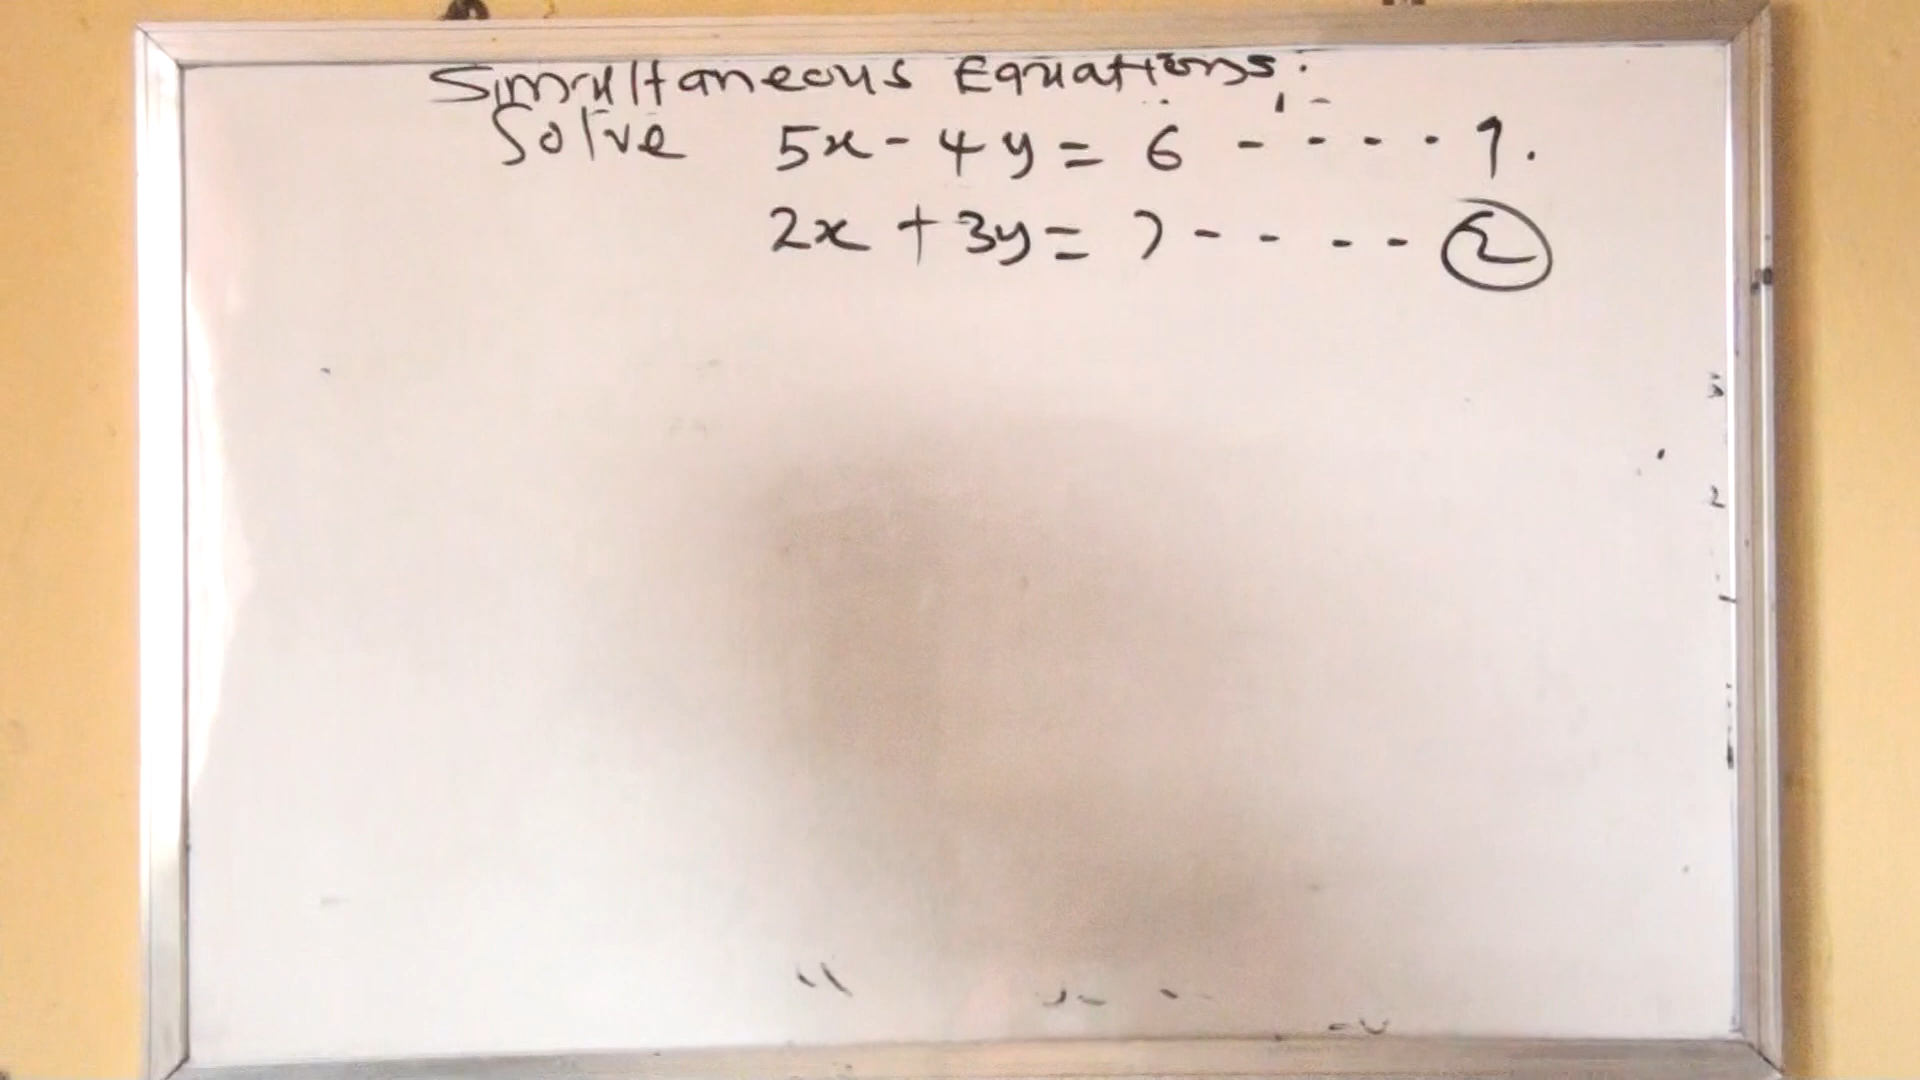 Simultaneous Equations.
Solve 5x - 4y = 6 - - - - - 1.
2x + 3y = 7 - - - - 2